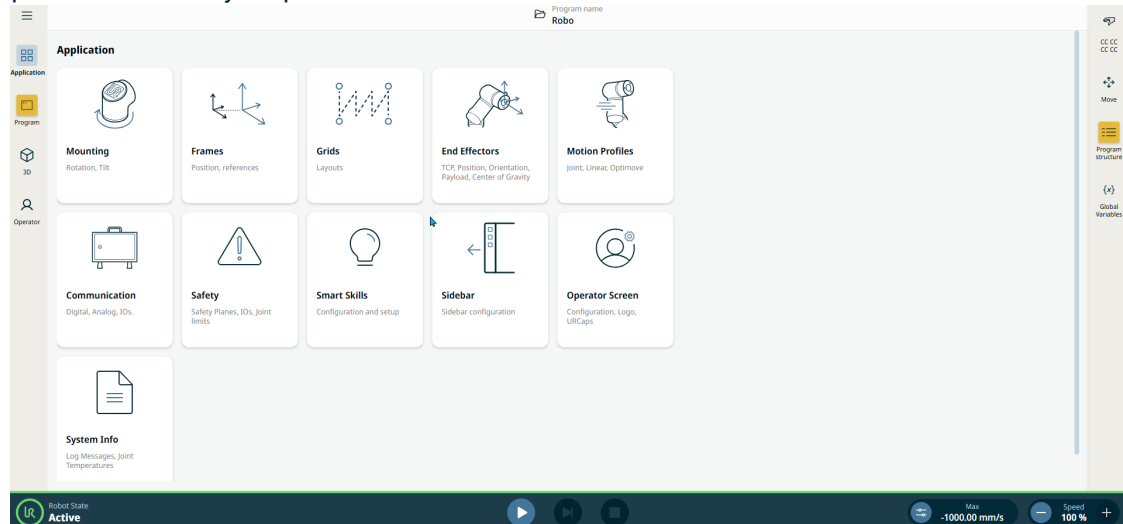 Program name
Robo
Application
Application
Program
3D
Operator
Mounting
Rotation, Tilt
Frames
Position, references
Grids
Layouts
End Effectors
TCP, Position, Orientation,
Payload, Center of Gravity
Motion Profiles
Joint, Linear, Optimove
Communication
Digital, Analog, IOs.
Safety
Safety Planes, IOs, Joint
limits
Smart Skills
Configuration and setup
Sidebar
Sidebar configuration
Operator Screen
Configuration, Logo,
URCaps
System Info
Log Messages, Joint
Temperatures
CC CC
CC CC
Move
Program
structure
{x}
Global
Variables
UR
Robot State
Active
Max
-1000.00 mm/s
Speed
100 %